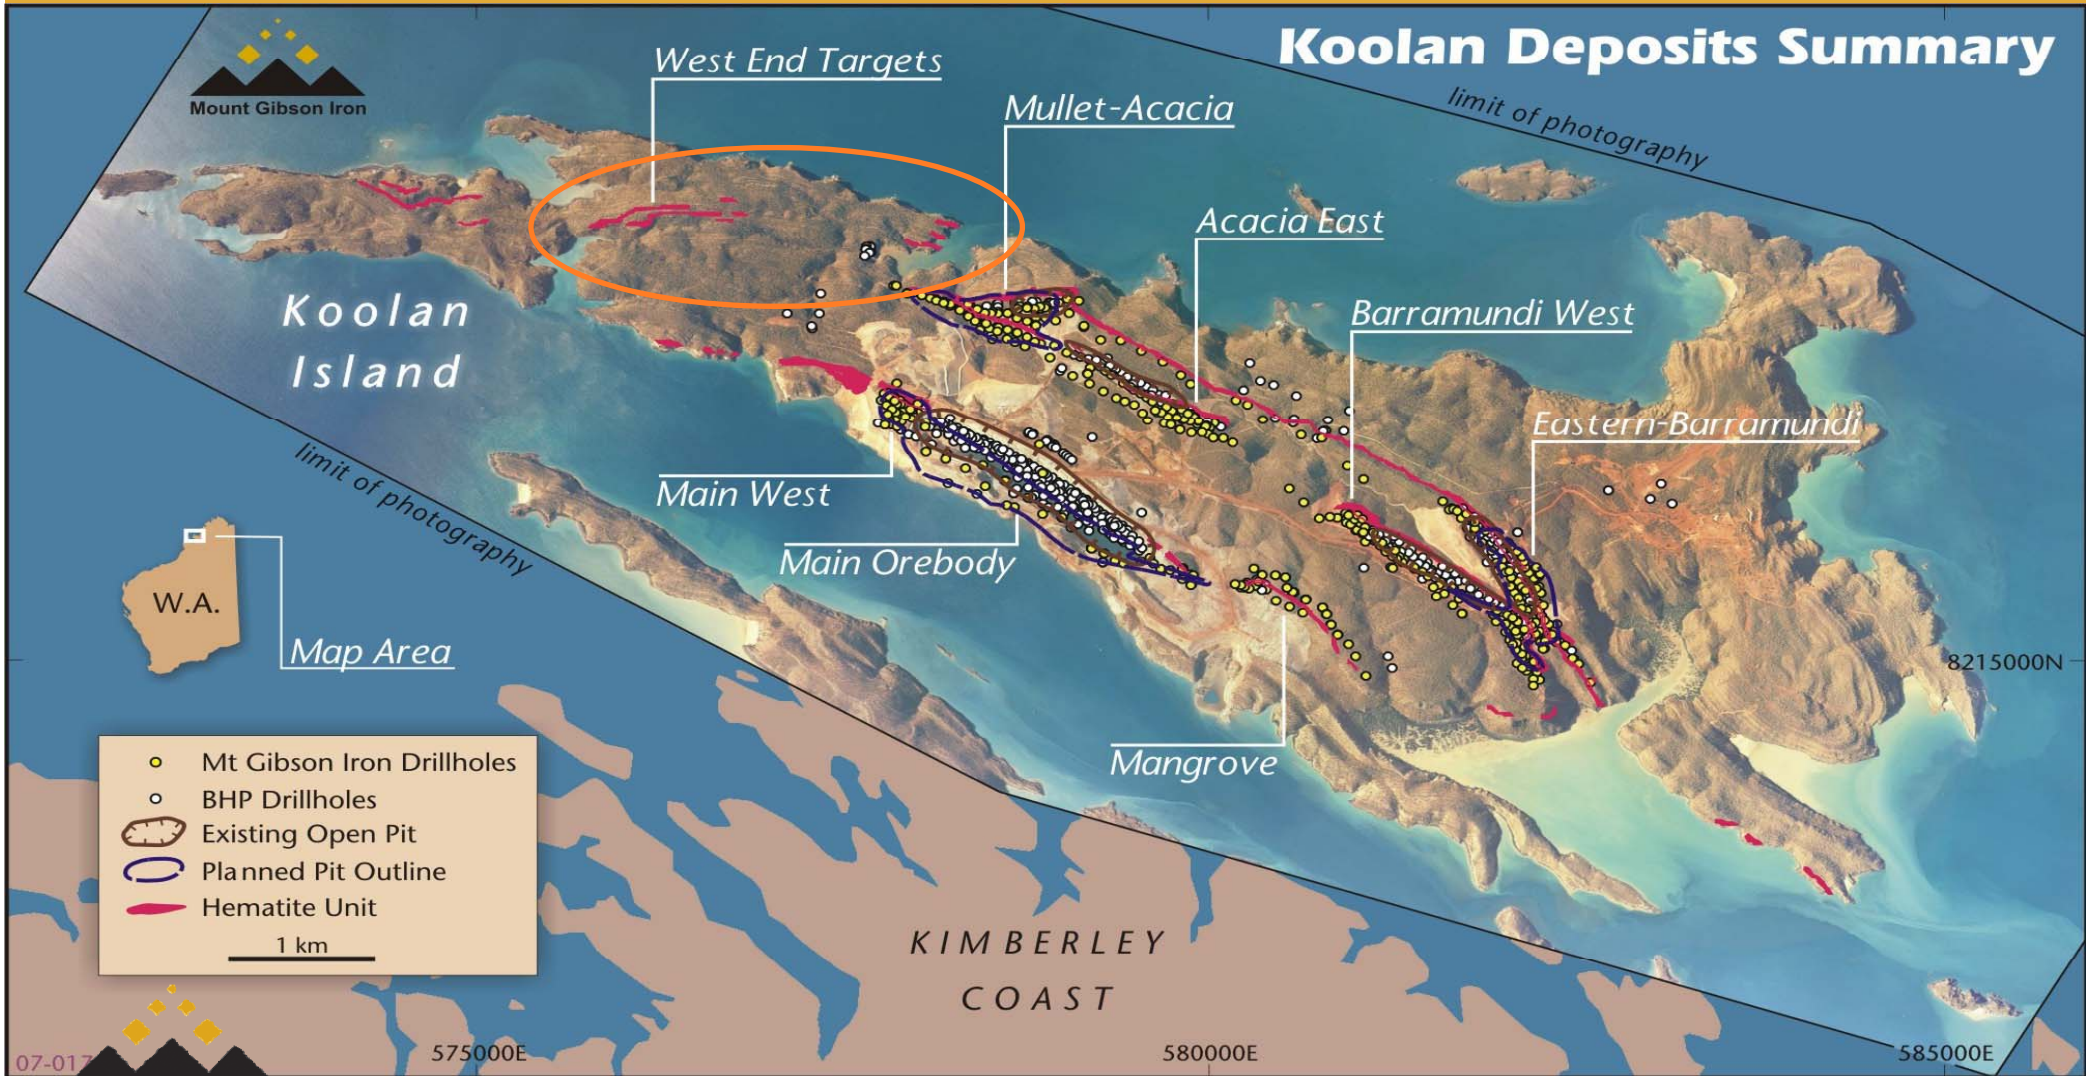 Koolan Deposits Summary
Mount Gibson Iron
West End Targets
Mullet-Acacia
limit of photography
Acacia East
Koolan
Island
Barramundi West
Eastern-Barramundi
limit of photography
Main West
Main Orebody
W.A.
Map Area
8215000N
Mangrove
Mt Gibson Iron Drillholes
BHP Drillholes
Existing Open Pit
Planned Pit Outline
Hematite Unit
1 km
KIMBERLEY
COAST
07-017
575000E
580000E
585000E